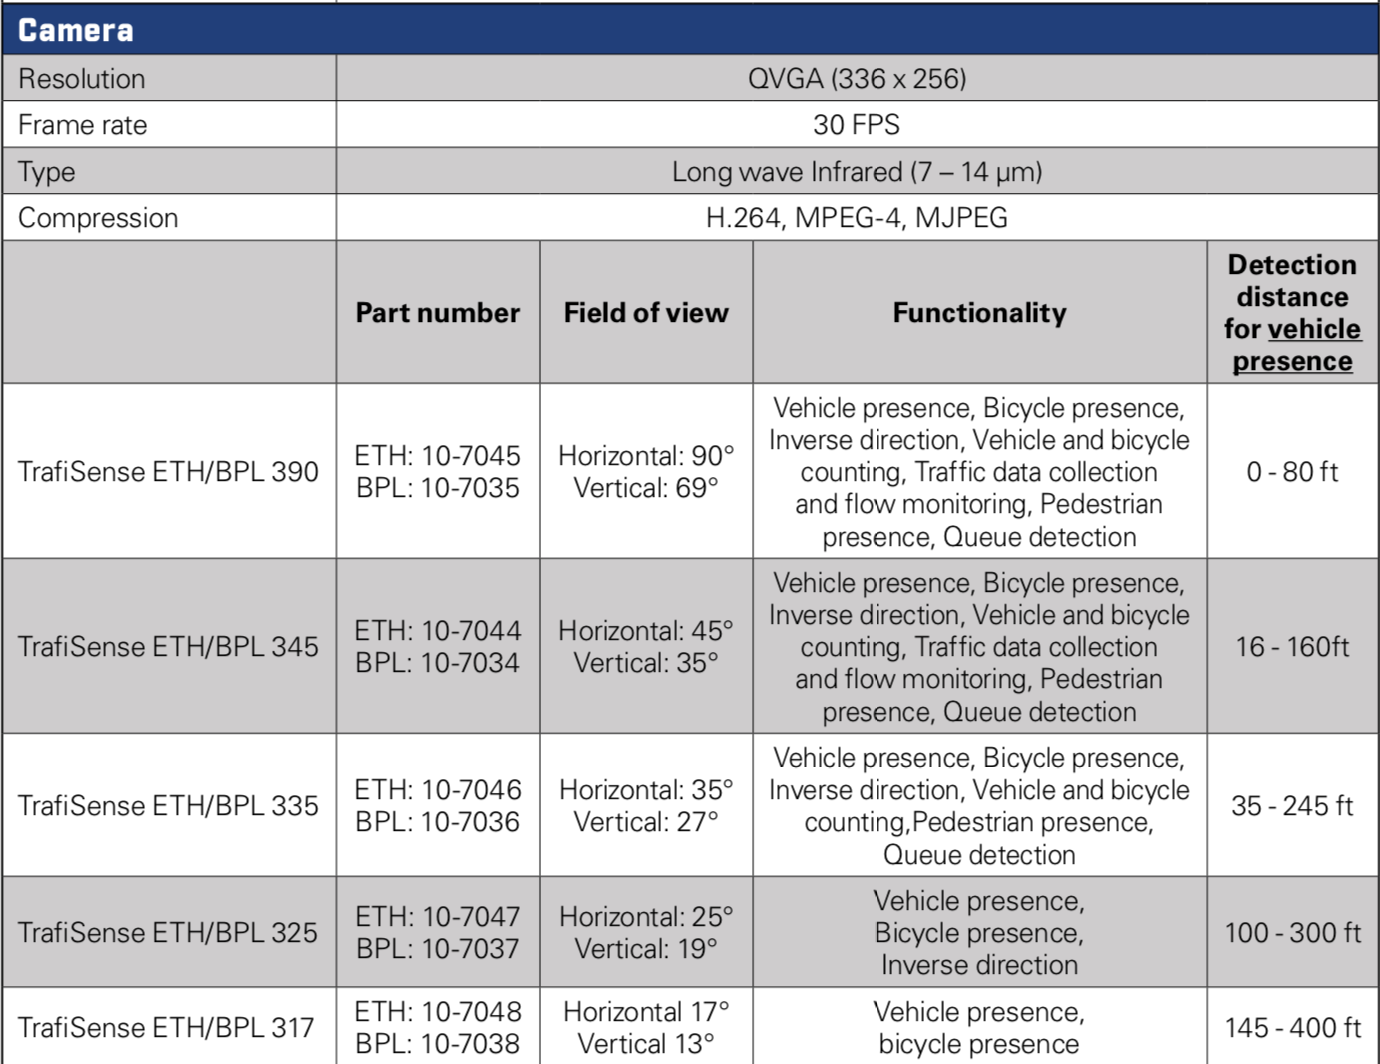 Camera
Resolution QVGA (336 x 256)
Frame rate 30 FPS
Type Long wave Infrared (7 – 14 µm)
Compression H.264, MPEG-4, MJPEG
Part number Field of view Functionality Detection
distance
for vehicle
presence
TrafiSense ETH/BPL 390
ETH: 10-7045
BPL: 10-7035
Horizontal: 90°
Vertical: 69°
Vehicle presence, Bicycle presence,
Inverse direction, Vehicle and bicycle
counting, Traffic data collection
and flow monitoring, Pedestrian
presence, Queue detection
0 - 80 ft
TrafiSense ETH/BPL 345
ETH: 10-7044
BPL: 10-7034
Horizontal: 45°
Vertical: 35°
Vehicle presence, Bicycle presence,
Inverse direction, Vehicle and bicycle
counting, Traffic data collection
and flow monitoring, Pedestrian
presence, Queue detection
16 - 160ft
TrafiSense ETH/BPL 335
ETH: 10-7046
BPL: 10-7036
Horizontal: 35°
Vertical: 27°
Vehicle presence, Bicycle presence,
Inverse direction, Vehicle and bicycle
counting,Pedestrian presence,
Queue detection
35 - 245 ft
TrafiSense ETH/BPL 325
ETH: 10-7047
BPL: 10-7037
Horizontal: 25°
Vertical: 19°
Vehicle presence,
Bicycle presence,
Inverse direction
100 - 300 ft
TrafiSense ETH/BPL 317
ETH: 10-7048
BPL: 10-7038
Horizontal 17°
Vertical 13°
Vehicle presence,
bicycle presence
145 - 400 ft